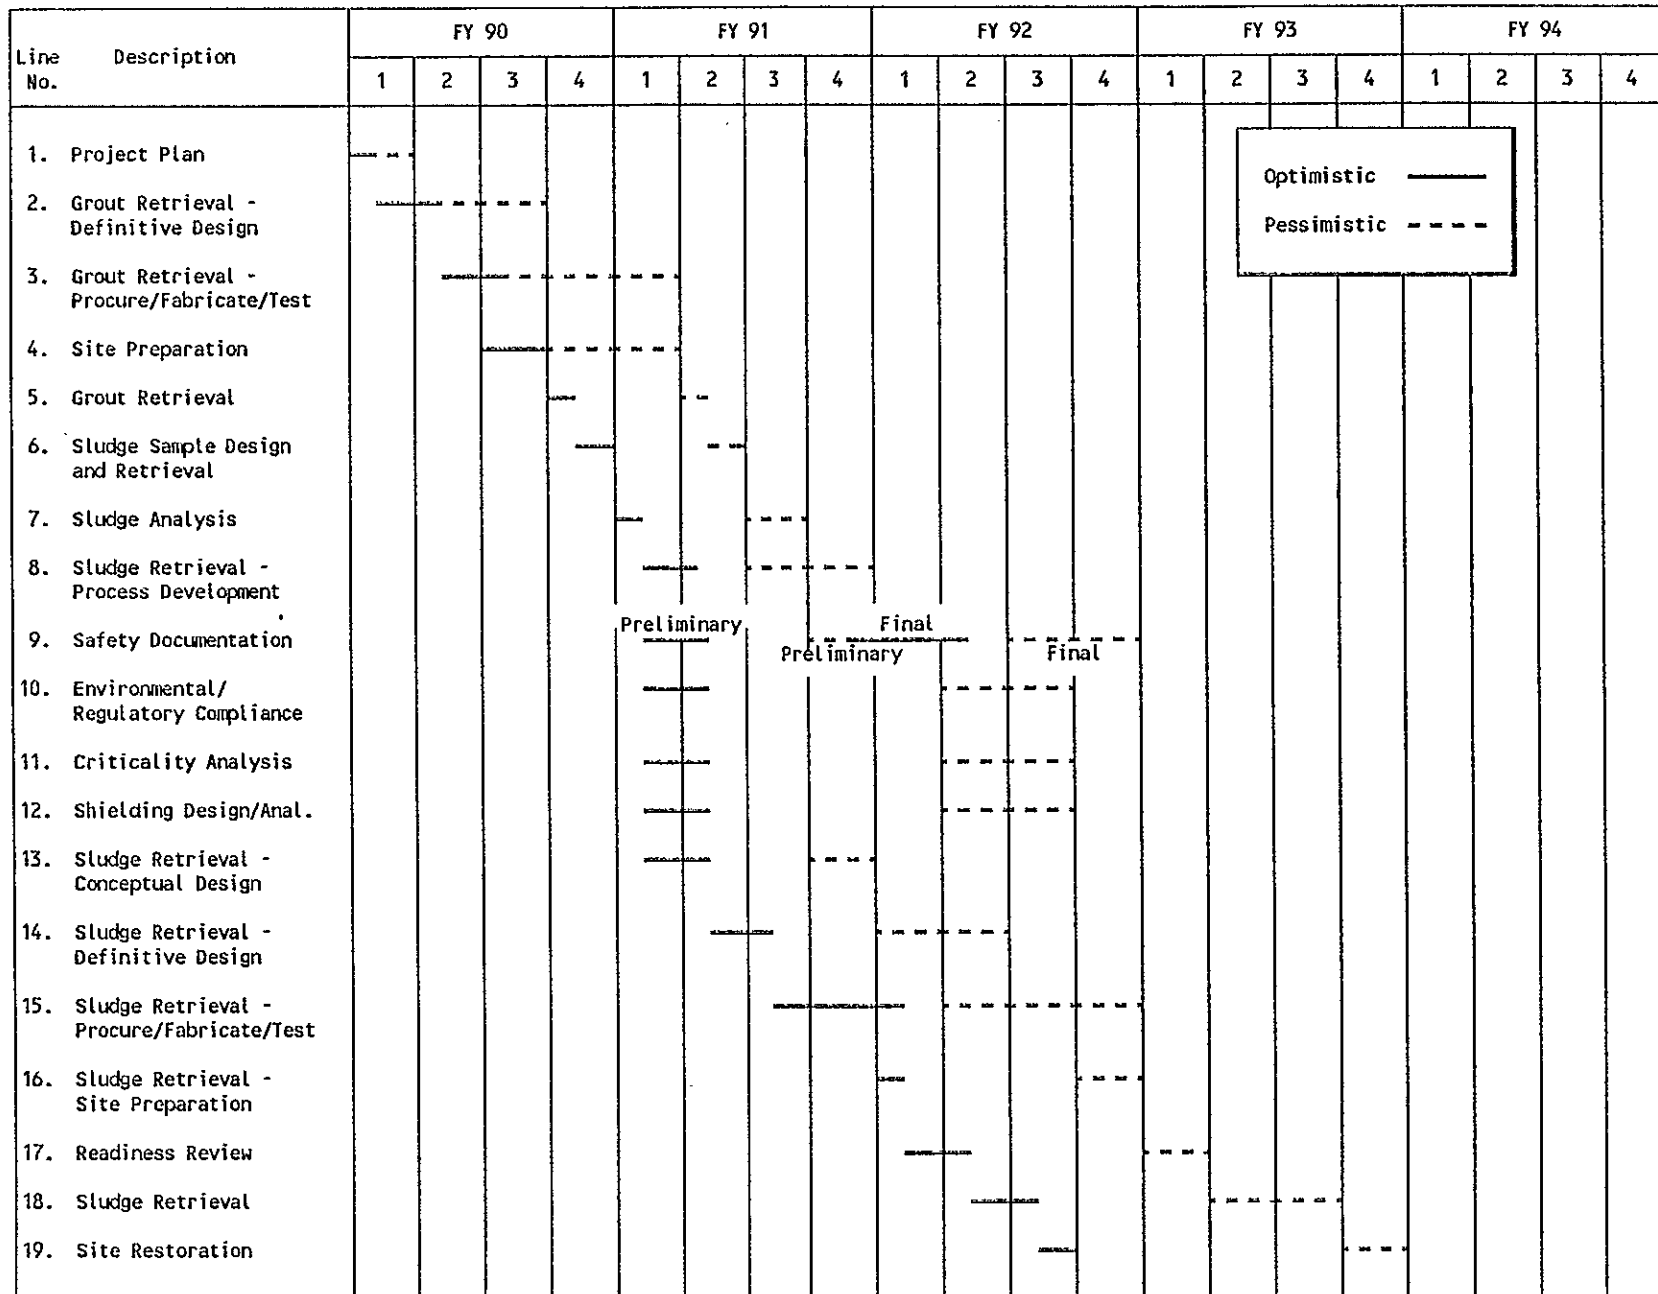 FY 90 FY 91 FY 92 FY 93 FY 94
Line Description
No.
1 2 3 4 1 2 3 4 1 2 3 4 1 2 3 4 1 2 3 4
Optimistic
Pessimistic
1. Project Plan
2. Grout Retrieval -
Definitive Design
3. Grout Retrieval -
Procure/Fabricate/Test
4. Site Preparation
5. Grout Retrieval
6. Sludge Sample Design
and Retrieval
7. Sludge Analysis
8. Sludge Retrieval -
Process Development
Preliminary Final
9. Safety Documentation
Preliminary Final
10. Environmental/
Regulatory Compliance
11. Criticality Analysis
12. Shielding Design/Anal.
13. Sludge Retrieval -
Conceptual Design
14. Sludge Retrieval -
Definitive Design
15. Sludge Retrieval -
Procure/Fabricate/Test
16. Sludge Retrieval -
Site Preparation
17. Readiness Review
18. Sludge Retrieval
19. Site Restoration